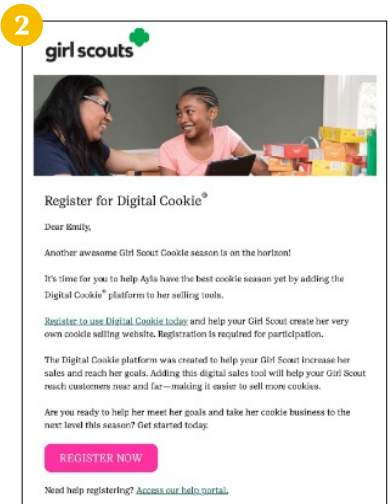 2
girl scouts
Register for Digital Cookie®
Dear Emily,
Another awesome Girl Scout Cookie season is on the horizon!
It's time for you to help Ayla have the best cookie season yet by adding the
Digital Cookie® platform to her selling tools.
Register to use Digital Cookie today and help your Girl Scout create her very
own cookie selling website. Registration is required for participation.
The Digital Cookie platform was created to help your Girl Scout increase her
sales and reach her goals. Adding this digital sales tool will help your Girl Scout
reach customers near and far—making it easier to sell more cookies.
Are you ready to help her meet her goals and take her cookie business to the
next level this season? Get started today.
REGISTER NOW
Need help registering? Access our help portal.